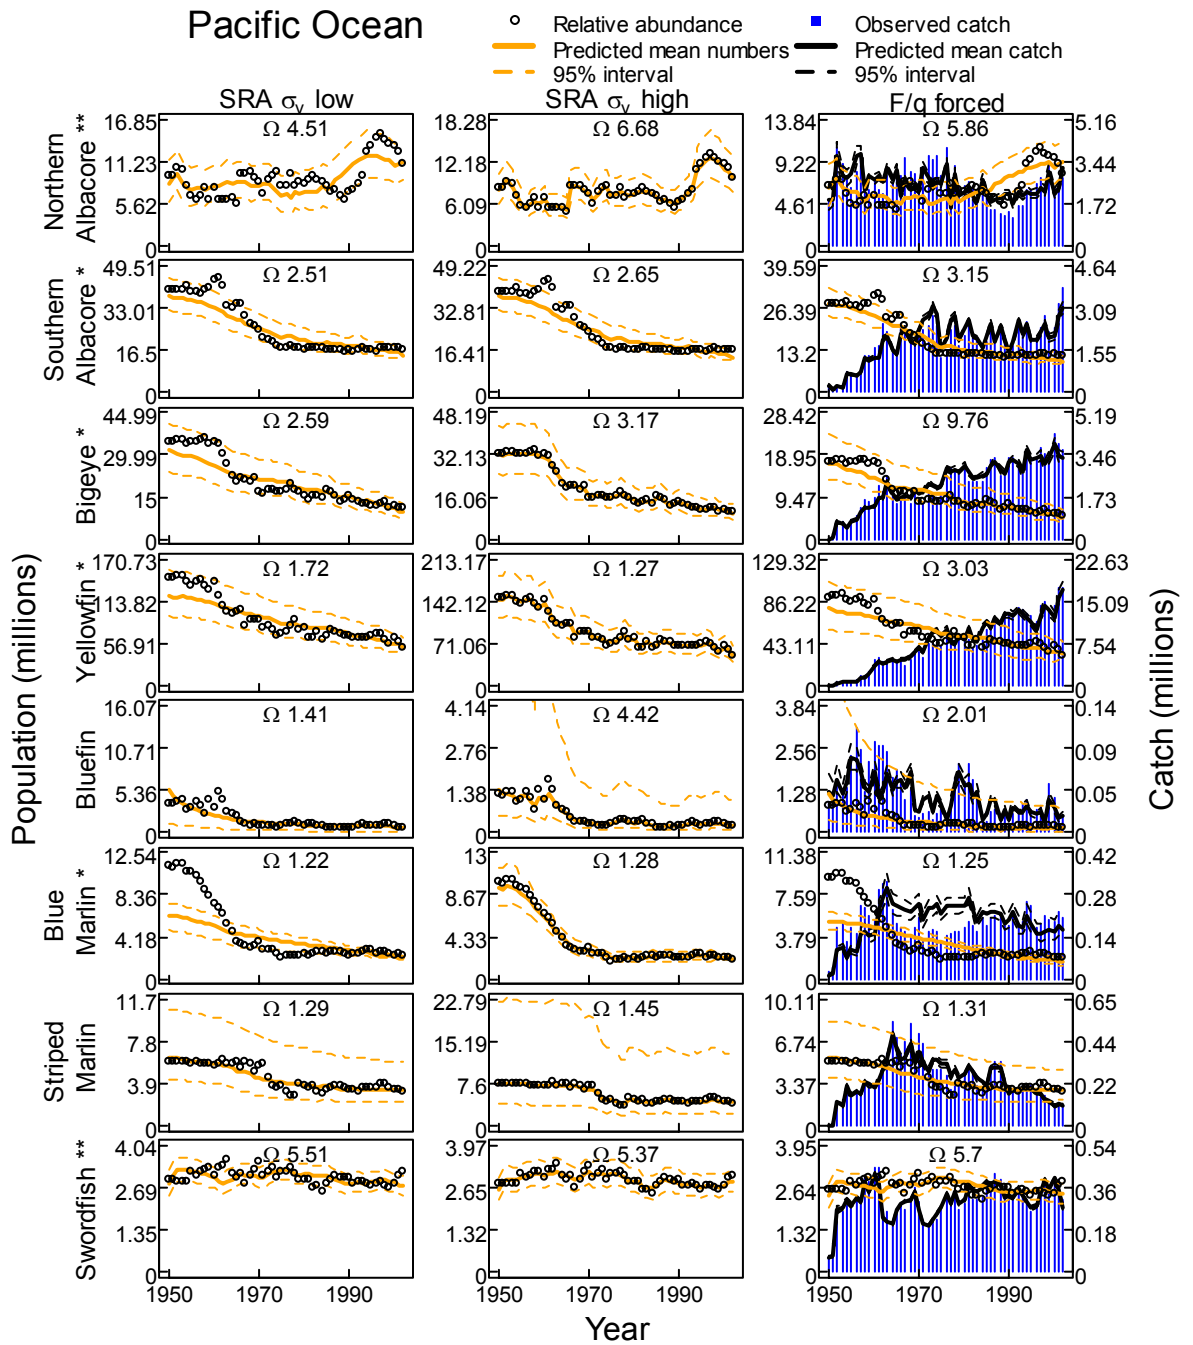 Pacific Ocean
Relative abundance
Predicted mean numbers
95% interval
Observed catch
Predicted mean catch
95% interval
SRA σv low
SRA σv high
F/q forced
Northern
Albacore **
16.85
11.23
5.62
0
Ω 4.51
18.28
12.18
6.09
0
Ω 6.68
13.84
9.22
4.61
0
Ω 5.86
5.16
3.44
1.72
0
Southern
Albacore *
49.51
33.01
16.5
0
Ω 2.51
49.22
32.81
16.41
0
Ω 2.65
39.59
26.39
13.2
0
Ω 3.15
4.64
3.09
1.55
0
Bigeye *
44.99
29.99
15
0
Ω 2.59
48.19
32.13
16.06
0
Ω 3.17
28.42
18.95
9.47
0
Ω 9.76
5.19
3.46
1.73
0
Yellowfin *
170.73
113.82
56.91
0
Ω 1.72
213.17
142.12
71.06
0
Ω 1.27
129.32
86.22
43.11
0
Ω 3.03
22.63
15.09
7.54
0
Bluefin
16.07
10.71
5.36
0
Ω 1.41
4.14
2.76
1.38
0
Ω 4.42
3.84
2.56
1.28
0
Ω 2.01
0.14
0.09
0.05
0
Blue
Marlin *
12.54
8.36
4.18
0
Ω 1.22
13
8.67
4.33
0
Ω 1.28
11.38
7.59
3.79
0
Ω 1.25
0.42
0.28
0.14
0
Striped
Marlin
11.7
7.8
3.9
0
Ω 1.29
22.79
15.19
7.6
0
Ω 1.45
10.11
6.74
3.37
0
Ω 1.31
0.65
0.44
0.22
0
Swordfish **
4.04
2.69
1.35
0
Ω 5.51
3.97
2.65
1.32
0
Ω 5.37
3.95
2.64
1.32
0
Ω 5.7
0.54
0.36
0.18
0
1950 1970 1990
1950 1970 1990
1950 1970 1990
Year
Population (millions)
Catch (millions)